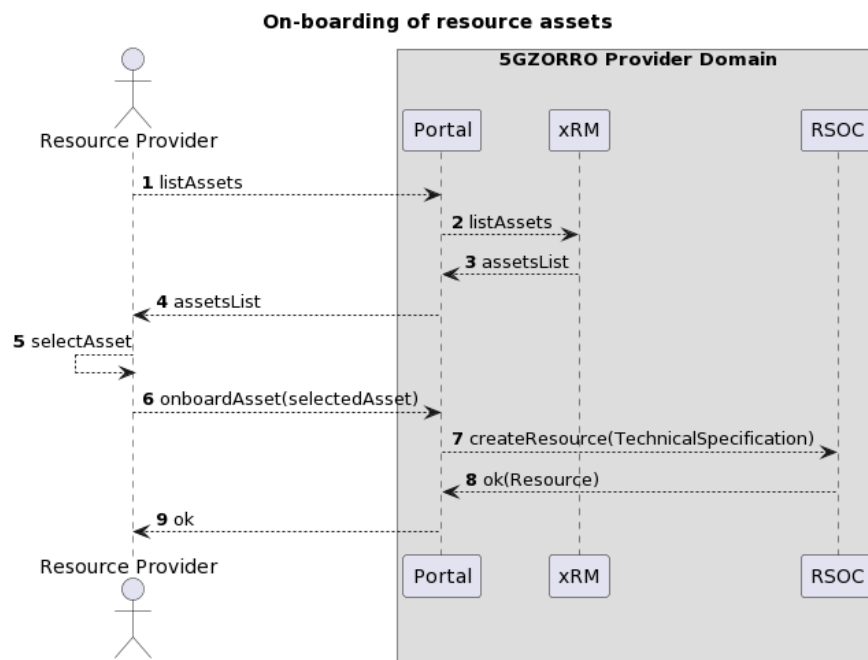 On-boarding of resource assets
5GZORRO Provider Domain
Resource Provider
Portal
xRM
RSOC
1 listAssets
2 listAssets
3 assetsList
4 assetsList
5 selectAsset
6 onboardAsset(selectedAsset)
7 createResource(TechnicalSpecification)
8 ok(Resource)
9 ok
Resource Provider
Portal
xRM
RSOC